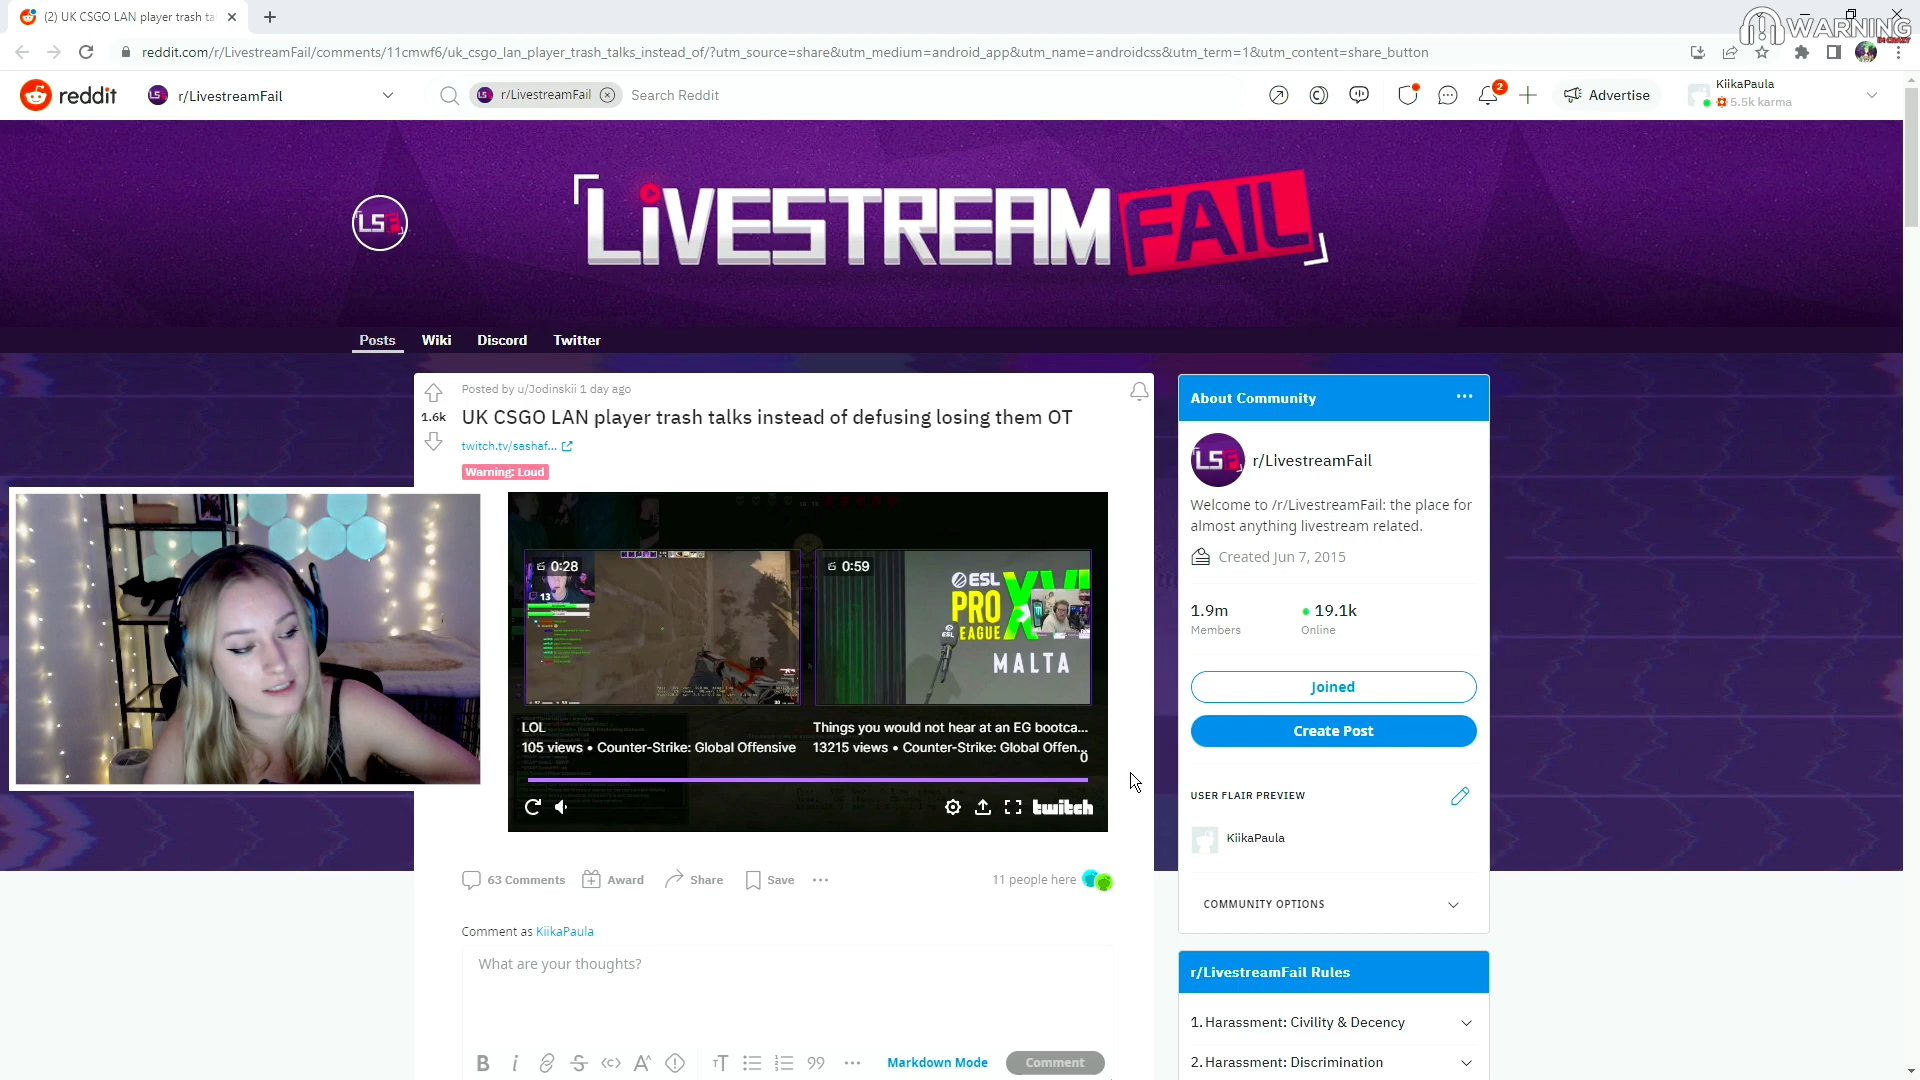 (2) UK CSGO LAN player trash ta
WARNING
reddit.com/r/LivestreamFail/comments/11cmwf6/uk_csgo_lan_player_trash_talks_instead_of/?utm_source=share&utm_medium=android_app&utm_name=androidcss&utm_term=1&utm_content=share_button
reddit
r/LivestreamFail
r/LivestreamFail
Search Reddit
2
Advertise
KiikaPaula
5.5k karma
LSF
LIVESTREAM FAIL
Posts Wiki Discord Twitter
Posted by u/Jodinskii 1 day ago
1.6k
UK CSGO LAN player trash talks instead of defusing losing them OT
twitch.tv/sashaf...
Warning: Loud
0:28
13
0:59
ESL
PRO
LEAGUE
MALTA
LOL
105 views • Counter-Strike: Global Offensive
Things you would not hear at an EG bootca...
13215 views • Counter-Strike: Global Offen...
0
twitch
63 Comments Award Share Save
11 people here
Comment as KiikaPaula
What are your thoughts?
Markdown Mode
Comment
About Community
LSF
r/LivestreamFail
Welcome to /r/LivestreamFail: the place for
almost anything livestream related.
Created Jun 7, 2015
1.9m
Members
19.1k
Online
Joined
Create Post
USER FLAIR PREVIEW
KiikaPaula
COMMUNITY OPTIONS
r/LivestreamFail Rules
1. Harassment: Civility & Decency
2. Harassment: Discrimination